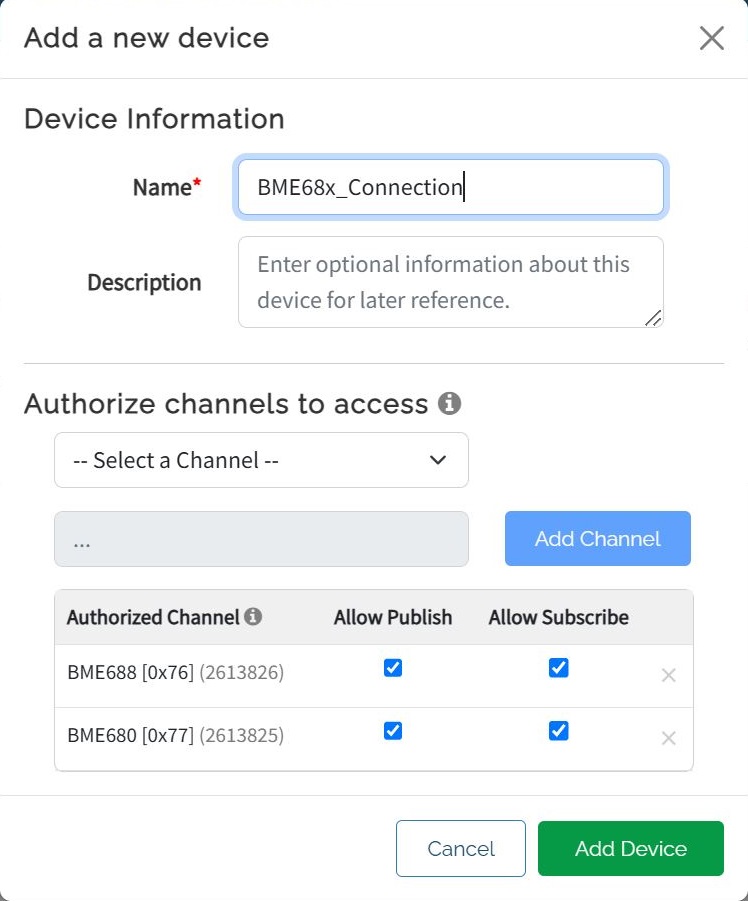 Add a new device
Device Information
Name*
BME68x_Connection
Description
Enter optional information about this
device for later reference.
Authorize channels to access
-- Select a Channel --
...
Add Channel
Authorized Channel Allow Publish Allow Subscribe
BME688 [0x76] (2613826)
BME680 [0x77] (2613825)
Cancel
Add Device